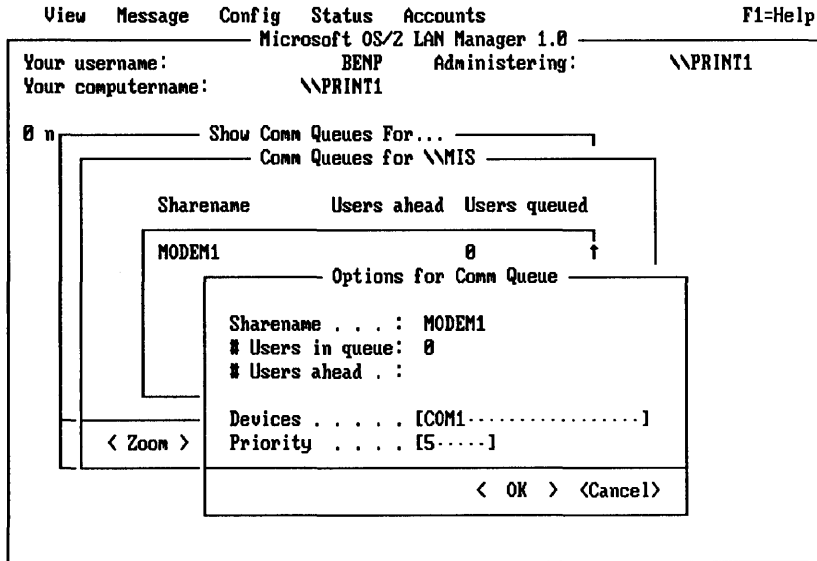 View Message Config Status Accounts F1=Help
Microsoft OS/2 LAN Manager 1.0
Your username: BENP Administering: \\PRINT1
Your computername: \\PRINT1
0 n
Show Comm Queues For...
Comm Queues for \\MIS
Sharename Users ahead Users queued
MODEM1 0 ↑
Options for Comm Queue
Sharename . . . : MODEM1
# Users in queue: 0
# Users ahead . :
Devices . . . . . [COM1·················]
Priority . . . . [5·····]
< Zoom >
< OK > <Cancel>